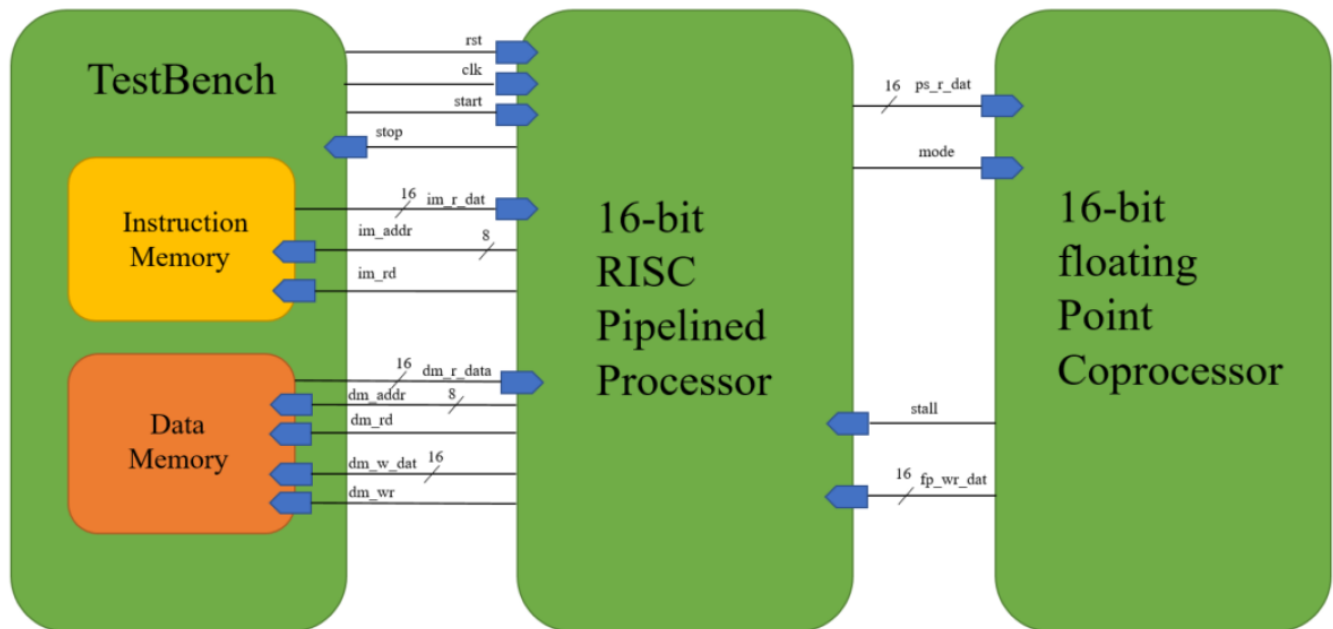 TestBench
rst
clk
start
stop
Instruction
Memory
16
im_r_dat
im_addr
8
im_rd
Data
Memory
16
dm_r_data
dm_addr
8
dm_rd
dm_w_dat
16
dm_wr
16-bit
RISC
Pipelined
Processor
16
ps_r_dat
mode
stall
16
fp_wr_dat
16-bit
floating
Point
Coprocessor